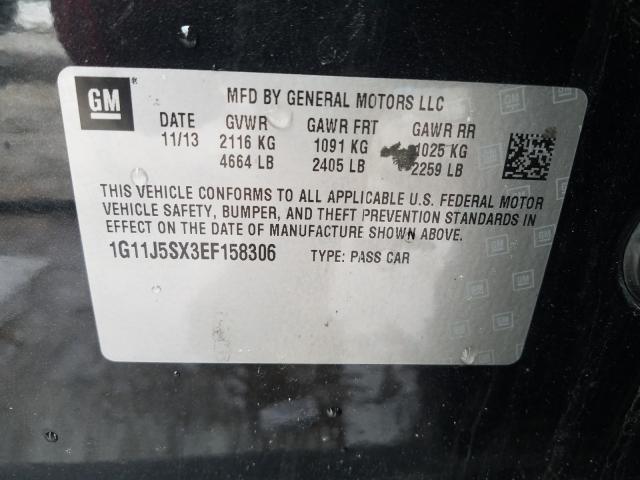 GM
MFD BY GENERAL MOTORS LLC
DATE GVWR GAWR FRT GAWR RR
11/13 2116 KG 1091 KG 1025 KG
4664 LB 2405 LB 2259 LB
THIS VEHICLE CONFORMS TO ALL APPLICABLE U.S. FEDERAL MOTOR
VEHICLE SAFETY, BUMPER, AND THEFT PREVENTION STANDARDS IN
EFFECT ON THE DATE OF MANUFACTURE SHOWN ABOVE.
1G11J5SX3EF158306 TYPE: PASS CAR